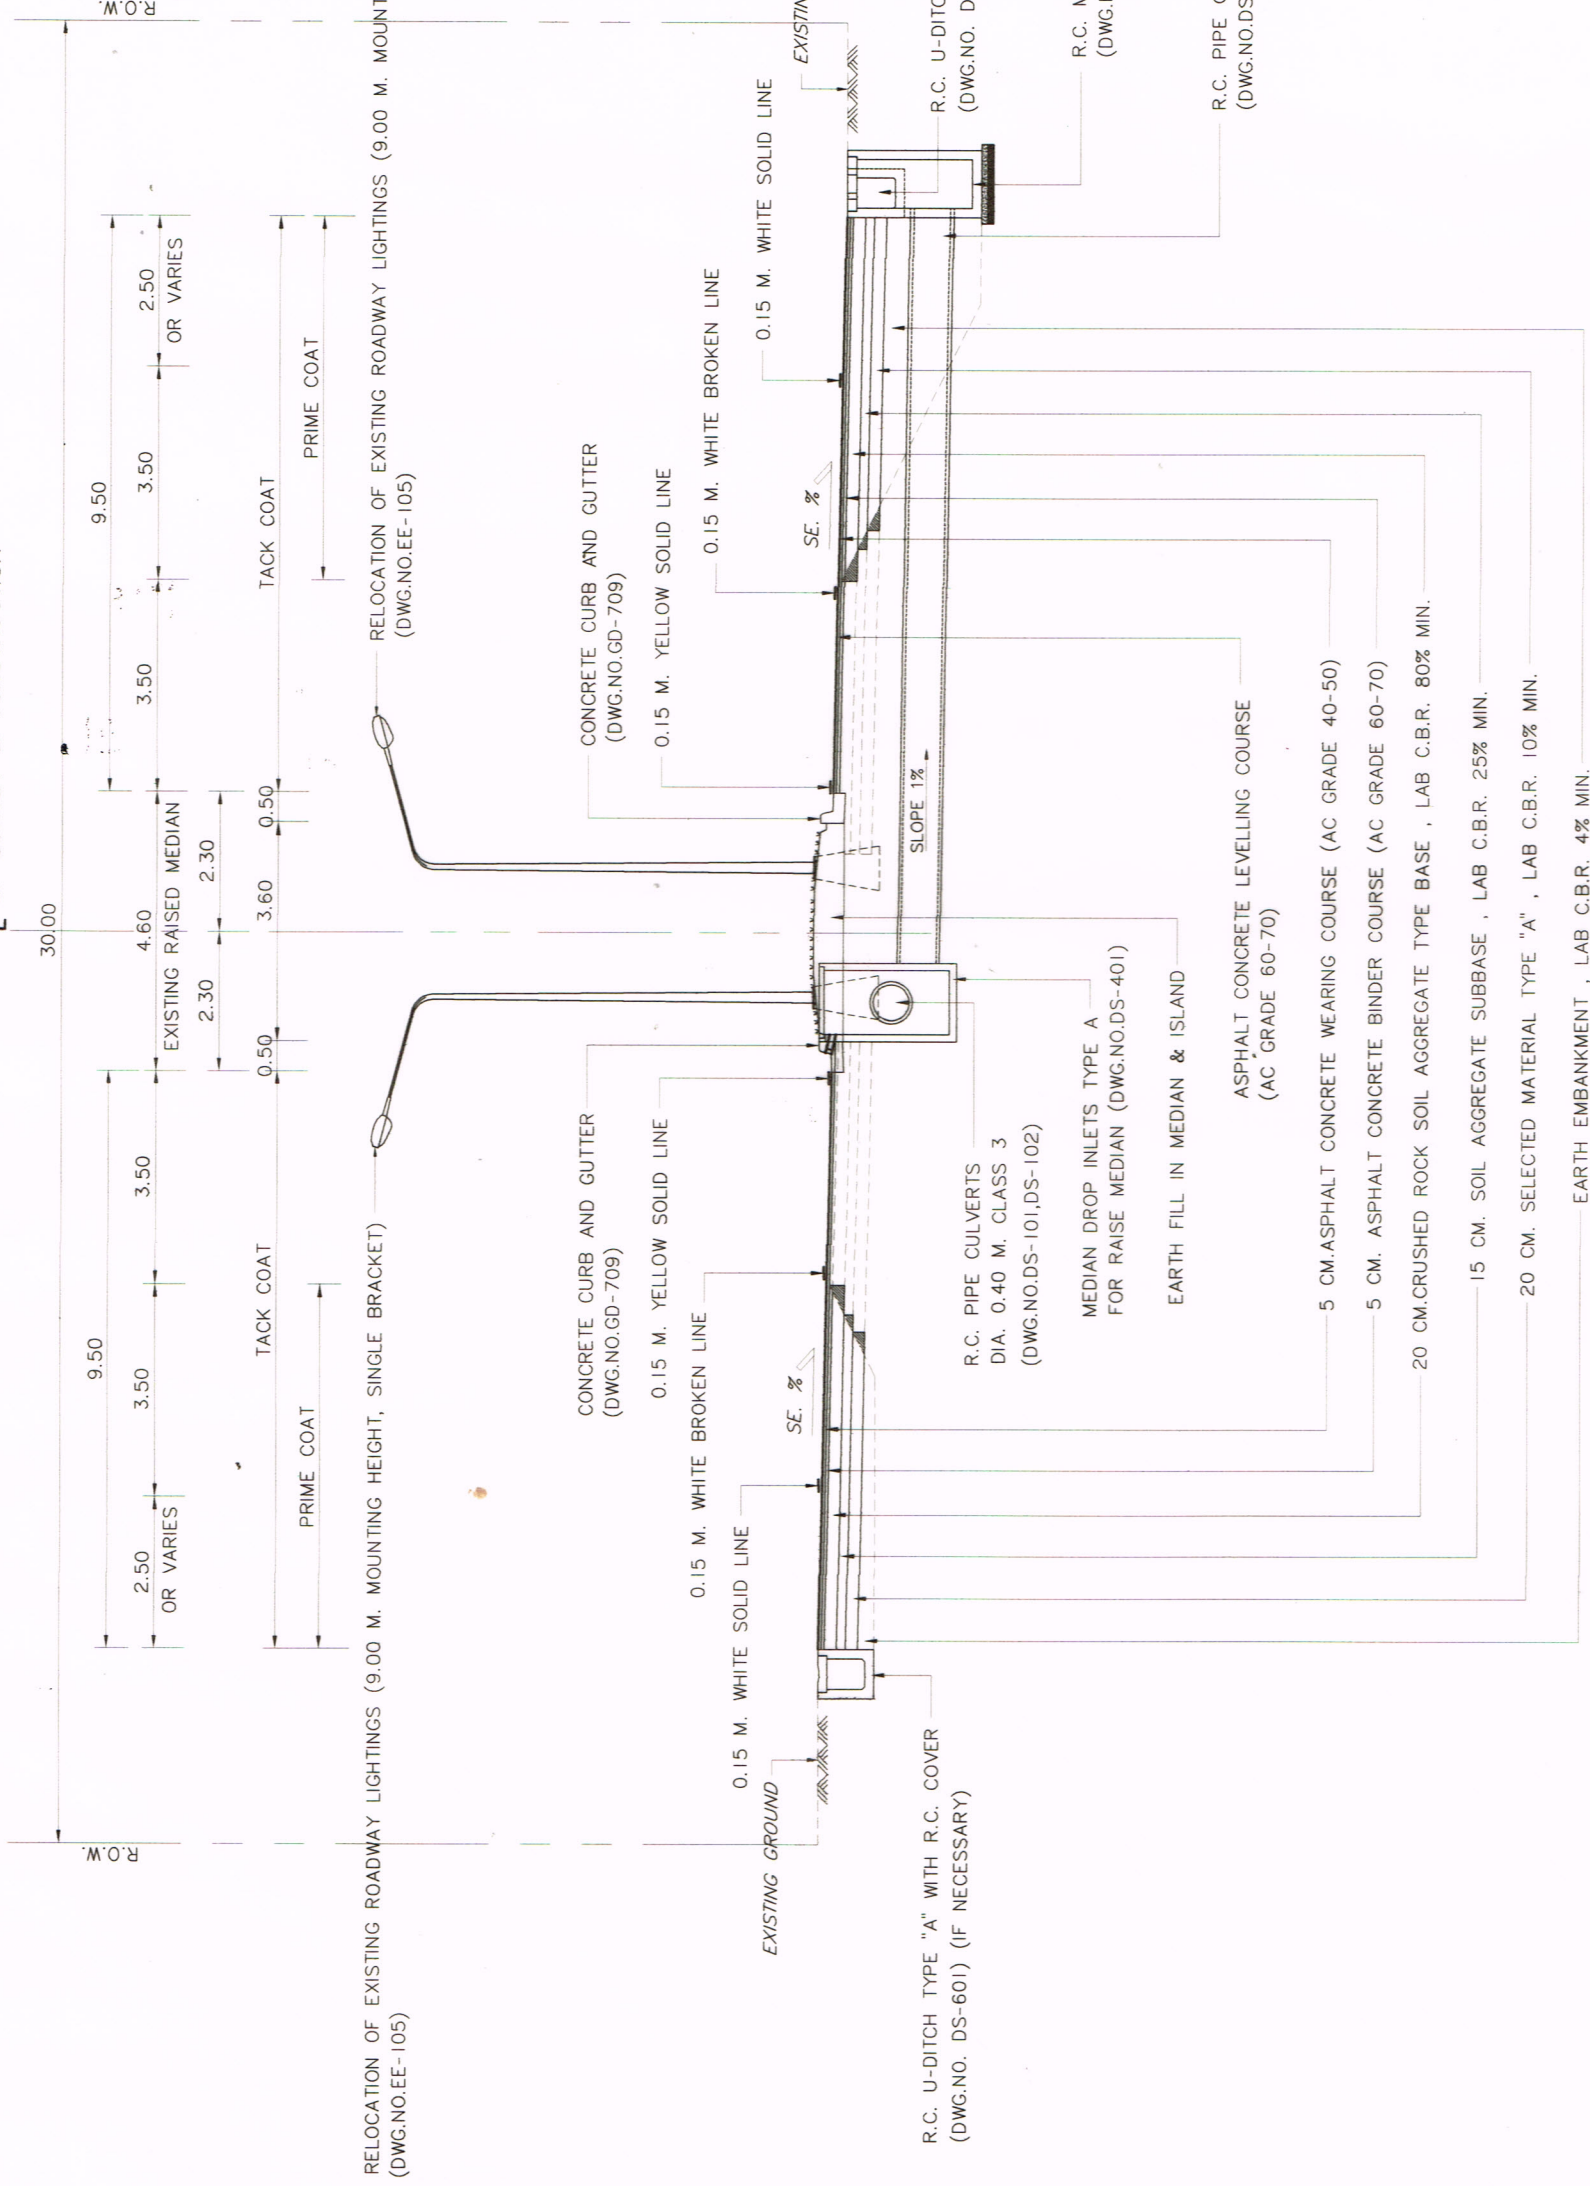 30.00
R.O.W.
R.O.W.
9.50
9.50
2.50
OR VARIES
3.50
3.50
4.60
EXISTING RAISED MEDIAN
3.50
3.50
2.50
OR VARIES
2.30
2.30
TACK COAT
0.50
3.60
0.50
TACK COAT
PRIME COAT
PRIME COAT
RELOCATION OF EXISTING ROADWAY LIGHTINGS (9.00 M. MOUNTING HEIGHT, SINGLE BRACKET)
(DWG.NO.EE-105)
RELOCATION OF EXISTING ROADWAY LIGHTINGS (9.00 M. MOUNT
(DWG.NO.EE-105)
CONCRETE CURB AND GUTTER
(DWG.NO.GD-709)
CONCRETE CURB AND GUTTER
(DWG.NO.GD-709)
0.15 M. YELLOW SOLID LINE
0.15 M. YELLOW SOLID LINE
0.15 M. WHITE BROKEN LINE
0.15 M. WHITE BROKEN LINE
0.15 M. WHITE SOLID LINE
0.15 M. WHITE SOLID LINE
EXISTING GROUND
EXISTIN
SE. %
SE. %
SLOPE 1%
R.C. U-DITCH TYPE "A" WITH R.C. COVER
(DWG.NO. DS-601) (IF NECESSARY)
R.C. U-DITC
(DWG.NO. D
R.C. PIPE CULVERTS
DIA. 0.40 M. CLASS 3
(DWG.NO.DS-101,DS-102)
R.C. M
(DWG.
MEDIAN DROP INLETS TYPE A
FOR RAISE MEDIAN (DWG.NO.DS-401)
EARTH FILL IN MEDIAN & ISLAND
R.C. PIPE C
(DWG.NO.DS
ASPHALT CONCRETE LEVELLING COURSE
(AC GRADE 60-70)
5 CM.ASPHALT CONCRETE WEARING COURSE (AC GRADE 40-50)
5 CM. ASPHALT CONCRETE BINDER COURSE (AC GRADE 60-70)
20 CM.CRUSHED ROCK SOIL AGGREGATE TYPE BASE , LAB C.B.R. 80% MIN.
15 CM. SOIL AGGREGATE SUBBASE , LAB C.B.R. 25% MIN.
20 CM. SELECTED MATERIAL TYPE "A" , LAB C.B.R. 10% MIN.
EARTH EMBANKMENT , LAB C.B.R. 4% MIN.